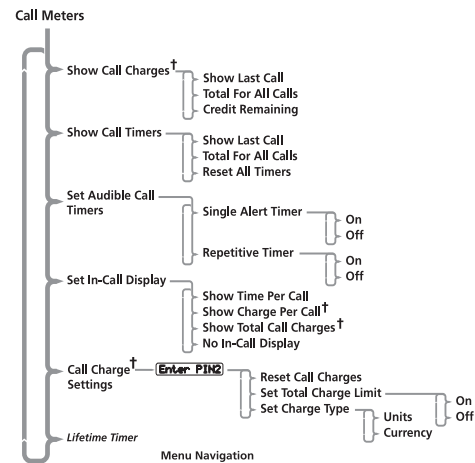 Call Meters
Show Call Charges†
Show Last Call
Total For All Calls
Credit Remaining
Show Call Timers
Show Last Call
Total For All Calls
Reset All Timers
Set Audible Call
Timers
Single Alert Timer
On
Off
Repetitive Timer
On
Off
Set In-Call Display
Show Time Per Call
Show Charge Per Call†
Show Total Call Charges†
No In-Call Display
Call Charge†
Settings
Enter PIN2
Reset Call Charges
Set Total Charge Limit
On
Off
Set Charge Type
Units
Currency
Lifetime Timer
Menu Navigation